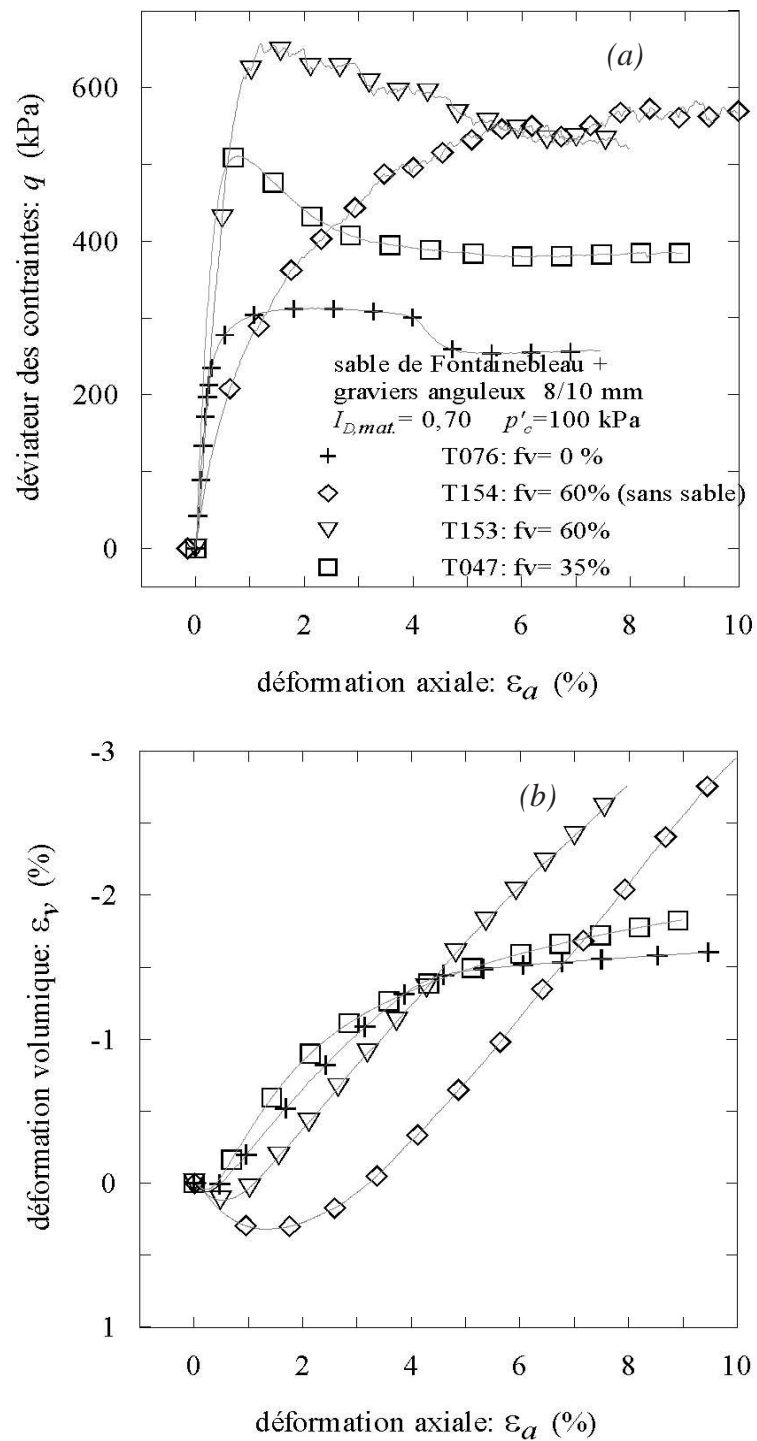 (a)
600
400
200
0
déviateur des contraintes: q (kPa)
sable de Fontainebleau +
graviers anguleux 8/10 mm
I_{D,mat.} = 0,70 p'_c=100 kPa
T076: fv= 0 %
T154: fv= 60% (sans sable)
T153: fv= 60%
T047: fv= 35%
0 2 4 6 8 10
déformation axiale: ε_a (%)
(b)
-3
-2
-1
0
1
déformation volumique: ε_v (%)
0 2 4 6 8 10
déformation axiale: ε_a (%)